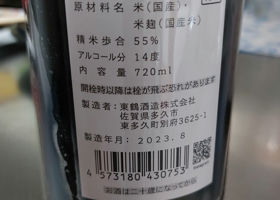 原材料名 米(国産)・
米麹(国産米)
精米歩合 55%
アルコール分 14度
内容量 720ml
開栓時以降は栓が飛ぶ恐れがあります
製造者：東鶴酒造株式会社
佐賀県多久市
東多久町別府3625-1
製造年月：2023.8
4 573180 430753
お酒は二十歳になってから